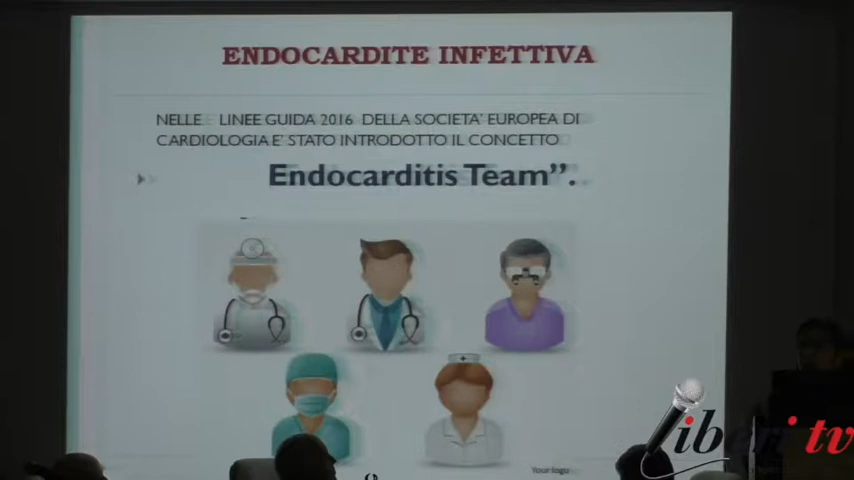 ENDOCARDITE INFETTIVA
NELLE LINEE GUIDA 2016 DELLA SOCIETA' EUROPEA DI
CARDIOLOGIA E' STATO INTRODOTTO IL CONCETTO
Endocarditis Team”.
Your logo
iberi tv